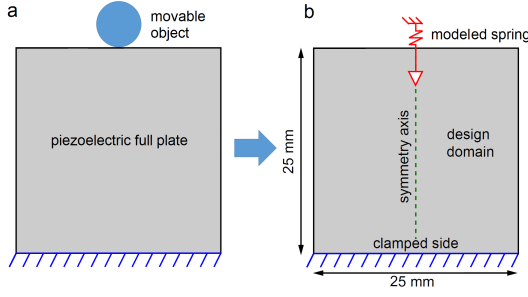 a
movable
object
piezoelectric full plate
b
modeled spring
25 mm
symmetry axis
design
domain
clamped side
25 mm